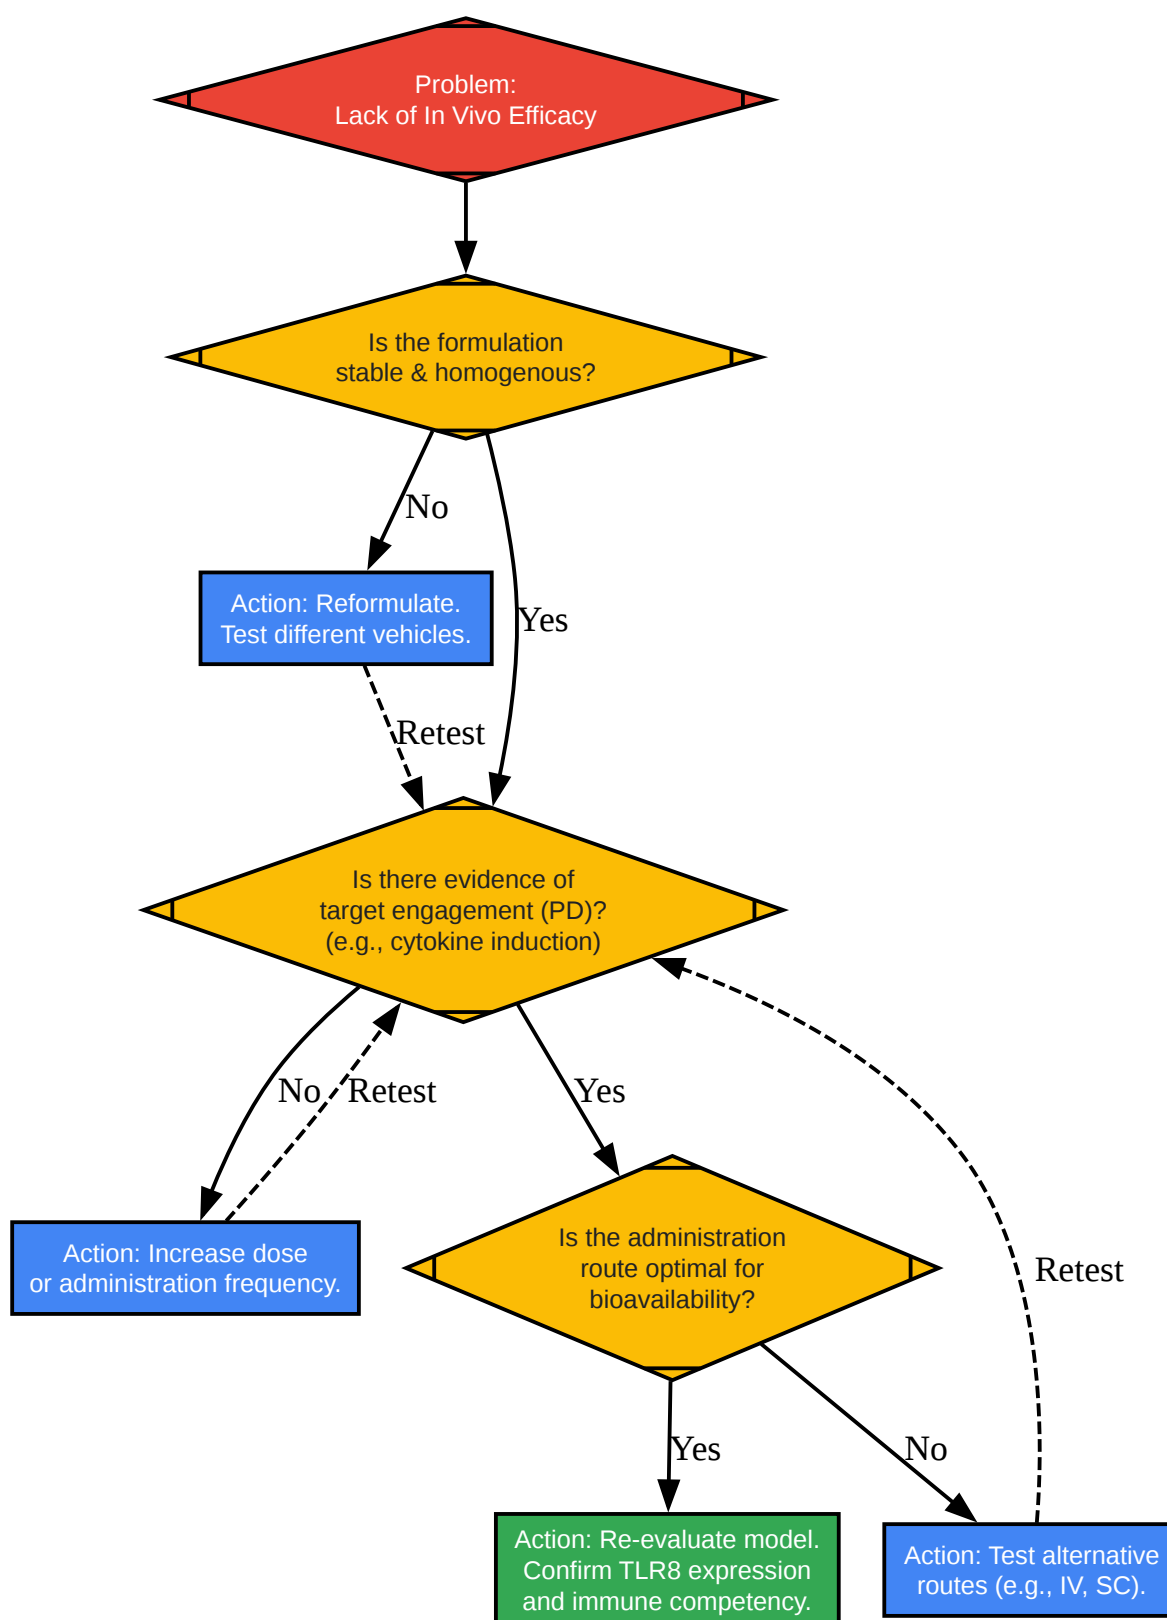 Problem:
Lack of In Vivo Efficacy
Is the formulation
stable & homogenous?
No
Yes
Action: Reformulate.
Test different vehicles.
Retest
Is there evidence of
target engagement (PD)?
(e.g., cytokine induction)
No
Retest
Yes
Action: Increase dose
or administration frequency.
Is the administration
route optimal for
bioavailability?
Retest
Yes
No
Action: Re-evaluate model.
Confirm TLR8 expression
and immune competency.
Action: Test alternative
routes (e.g., IV, SC).